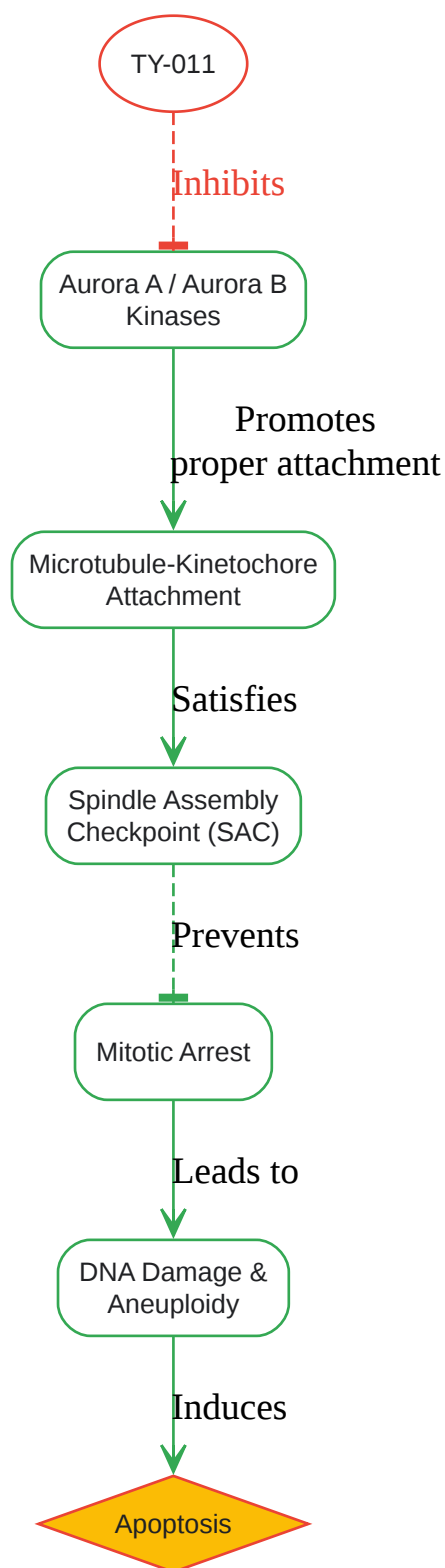 TY-011
Inhibits
Aurora A / Aurora B
Kinases
Promotes
proper attachment
Microtubule-Kinetochore
Attachment
Satisfies
Spindle Assembly
Checkpoint (SAC)
Prevents
Mitotic Arrest
Leads to
DNA Damage &
Aneuploidy
Induces
Apoptosis